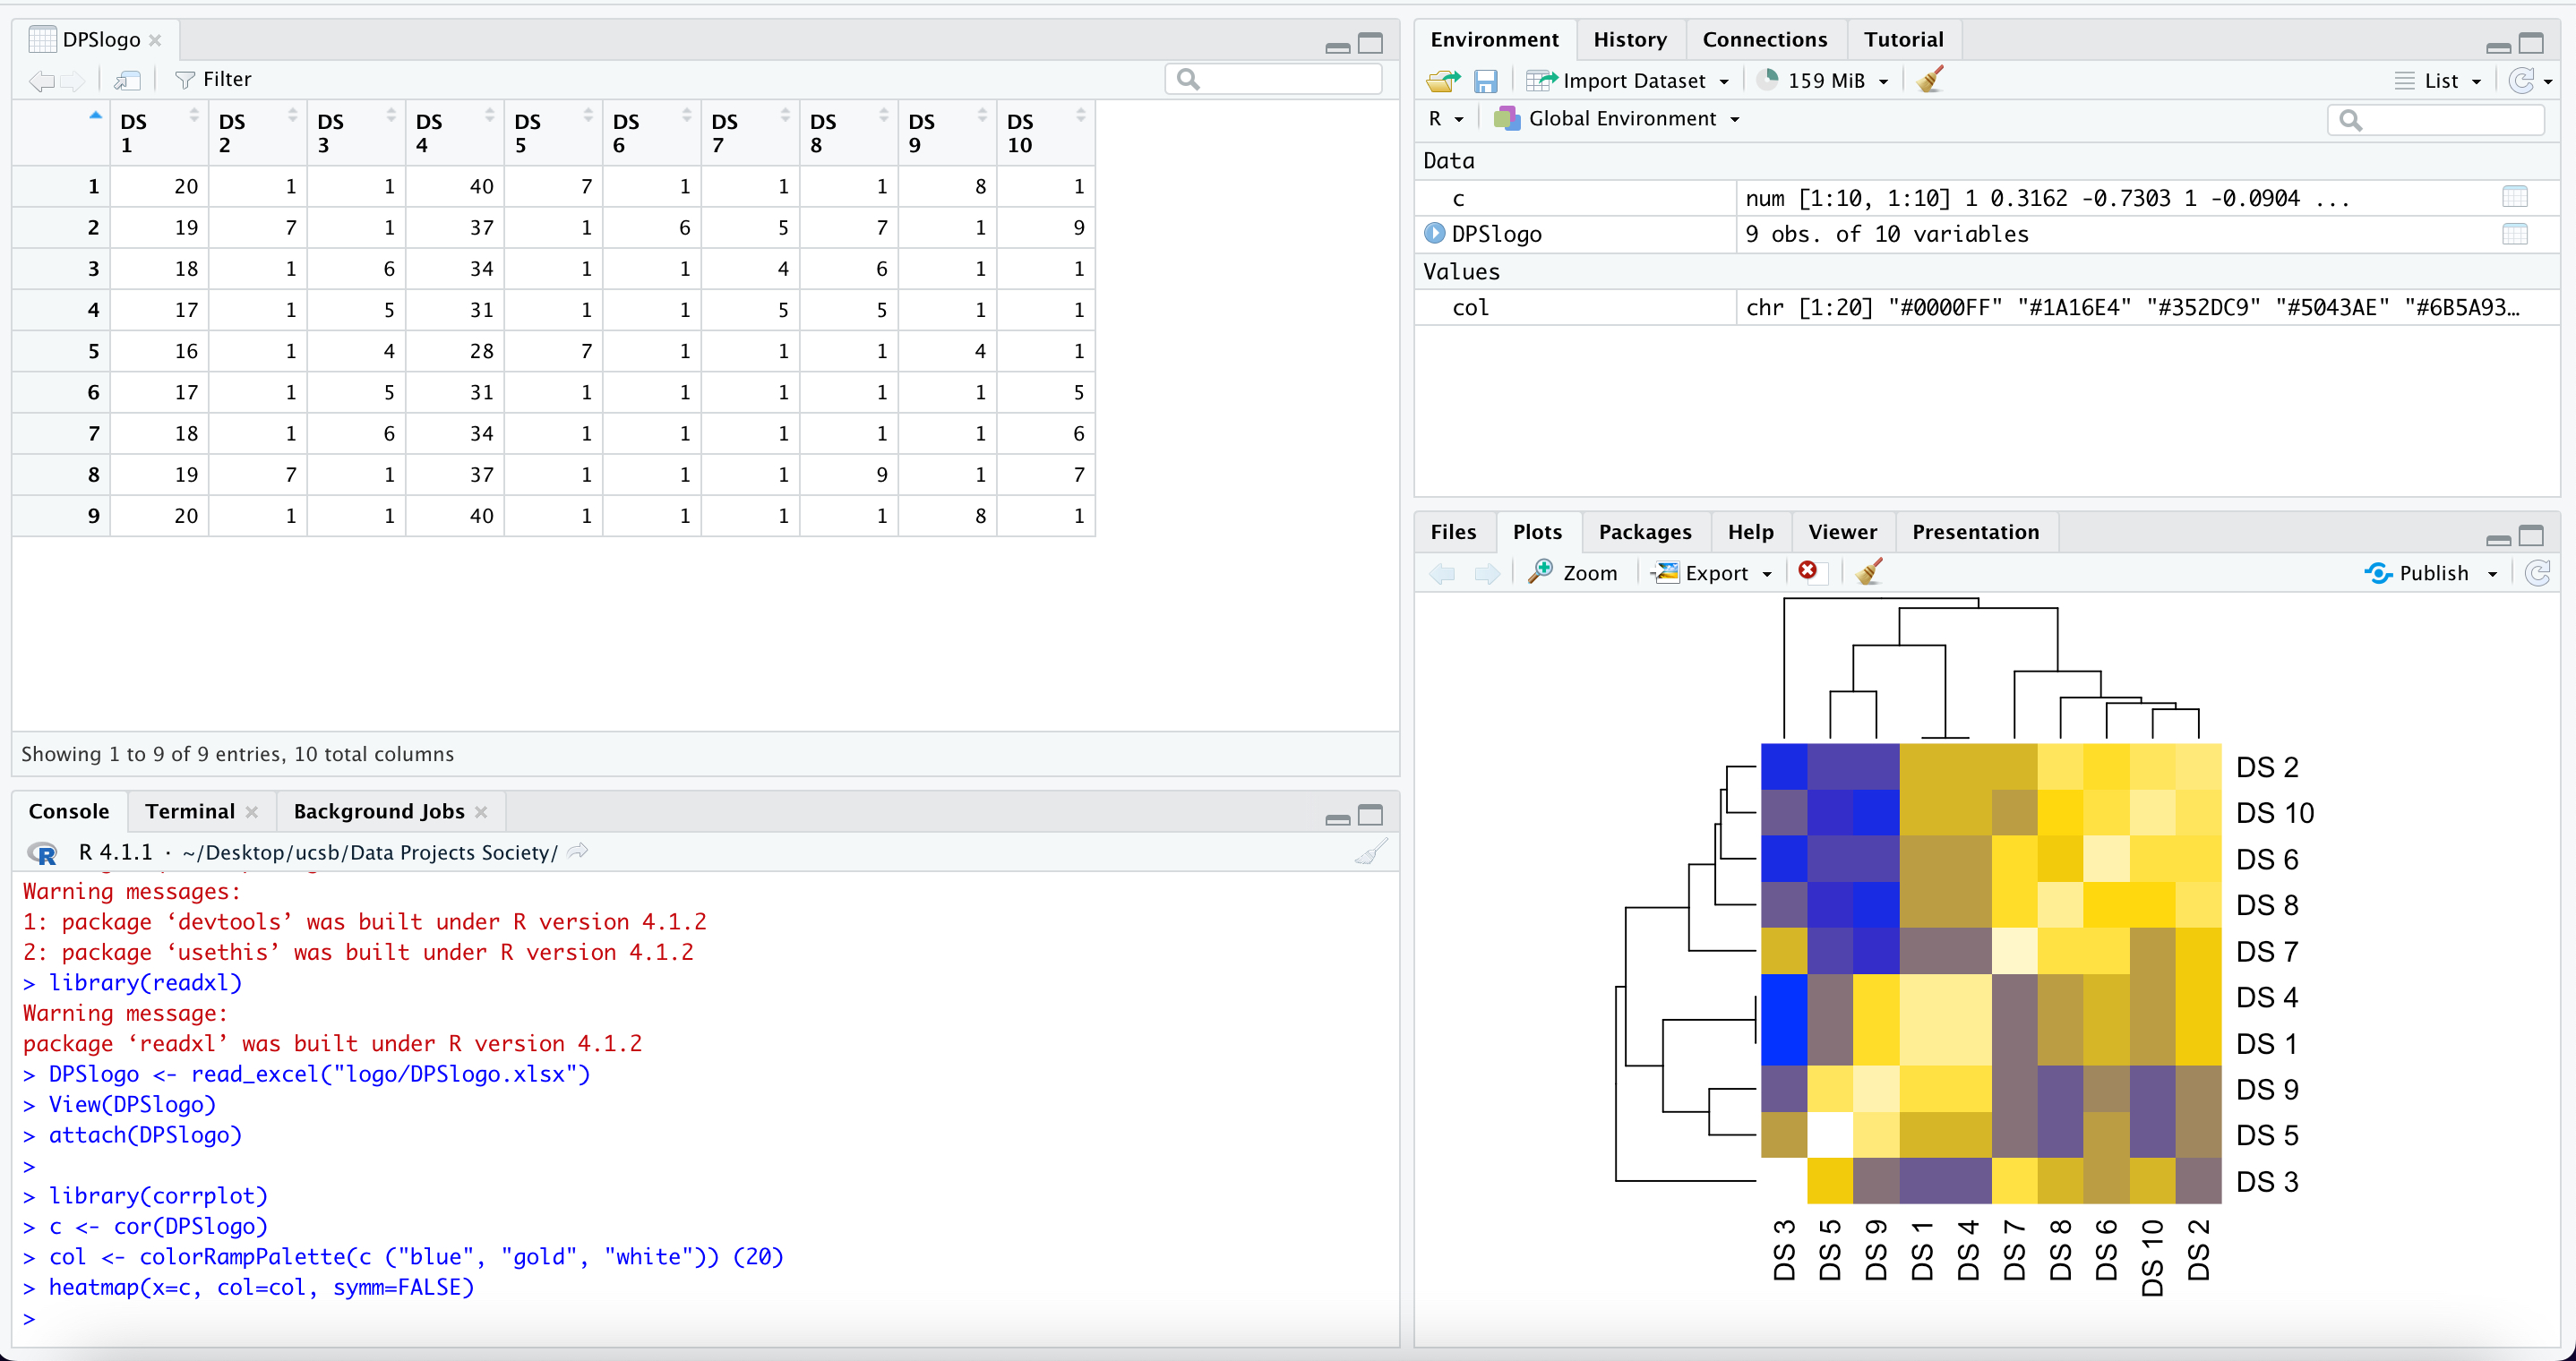 DPSlogo
Filter
DS 1 DS 2 DS 3 DS 4 DS 5 DS 6 DS 7 DS 8 DS 9 DS 10
1 20 1 1 40 7 1 1 1 8 1
2 19 7 1 37 1 6 5 7 1 9
3 18 1 6 34 1 1 4 6 1 1
4 17 1 5 31 1 1 5 5 1 1
5 16 1 4 28 7 1 1 1 4 1
6 17 1 5 31 1 1 1 1 1 5
7 18 1 6 34 1 1 1 1 1 6
8 19 7 1 37 1 1 1 9 1 7
9 20 1 1 40 1 1 1 1 8 1
Showing 1 to 9 of 9 entries, 10 total columns
Console Terminal Background Jobs
R R 4.1.1 · ~/Desktop/ucsb/Data Projects Society/
Warning messages:
1: package ‘devtools’ was built under R version 4.1.2
2: package ‘usethis’ was built under R version 4.1.2
> library(readxl)
Warning message:
package ‘readxl’ was built under R version 4.1.2
> DPSlogo <- read_excel("logo/DPSlogo.xlsx")
> View(DPSlogo)
> attach(DPSlogo)
>
> library(corrplot)
> c <- cor(DPSlogo)
> col <- colorRampPalette(c ("blue", "gold", "white")) (20)
> heatmap(x=c, col=col, symm=FALSE)
>
Environment History Connections Tutorial
Import Dataset 159 MiB List
R Global Environment
Data
c num [1:10, 1:10] 1 0.3162 -0.7303 1 -0.0904 ...
DPSlogo 9 obs. of 10 variables
Values
col chr [1:20] "#0000FF" "#1A16E4" "#352DC9" "#5043AE" "#6B5A93…
Files Plots Packages Help Viewer Presentation
Zoom Export Publish
DS 2
DS 10
DS 6
DS 8
DS 7
DS 4
DS 1
DS 9
DS 5
DS 3
DS 3 DS 5 DS 9 DS 1 DS 4 DS 7 DS 8 DS 6 DS 10 DS 2